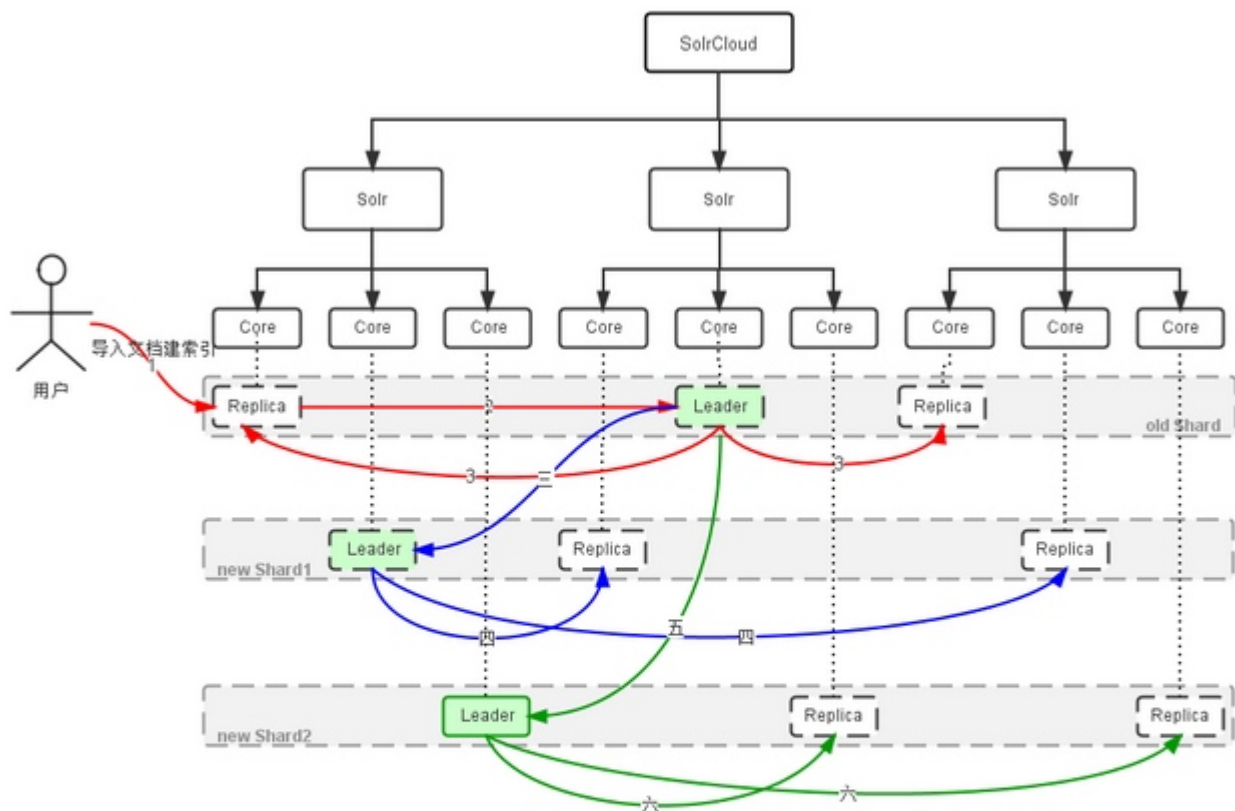 SolrCloud
Solr
Solr
Solr
Core
Core
Core
Core
Core
Core
Core
Core
Core
导入文档建索引
1
用户
Replica
2
Leader
Replica
old Shard
3
三
3
Leader
Replica
Replica
new Shard1
四
五
四
Leader
Replica
Replica
new Shard2
六
六